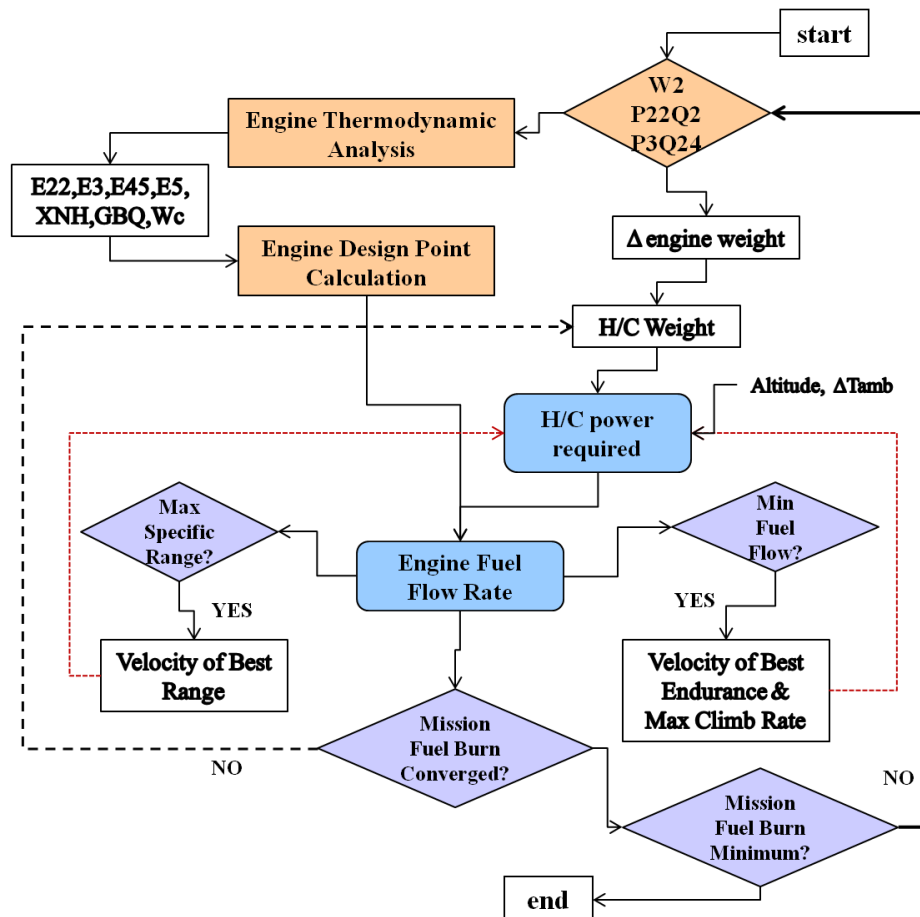 start
W2
P22Q2
P3Q24
Engine Thermodynamic
Analysis
E22,E3,E45,E5,
XNH,GBQ,Wc
Δ engine weight
Engine Design Point
Calculation
H/C Weight
Altitude, ΔTamb
H/C power
required
Max
Specific
Range?
Min
Fuel
Flow?
Engine Fuel
Flow Rate
YES
YES
Velocity of Best
Range
Velocity of Best
Endurance &
Max Climb Rate
Mission
Fuel Burn
Converged?
NO
NO
Mission
Fuel Burn
Minimum?
end